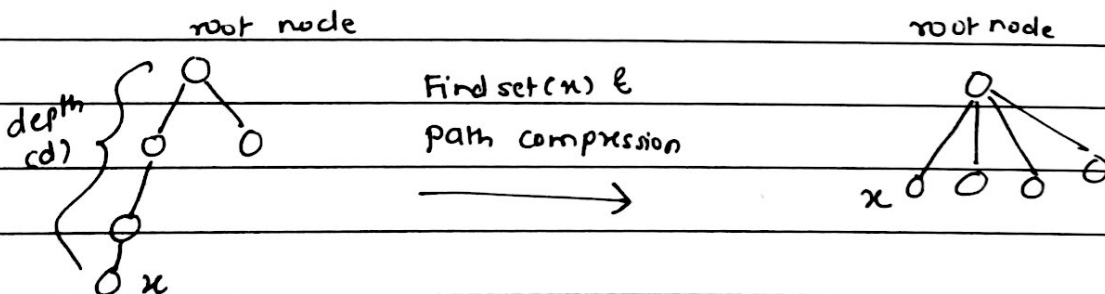 root node
root node
depth
(d)
Find set(x) &
path compression
x
x